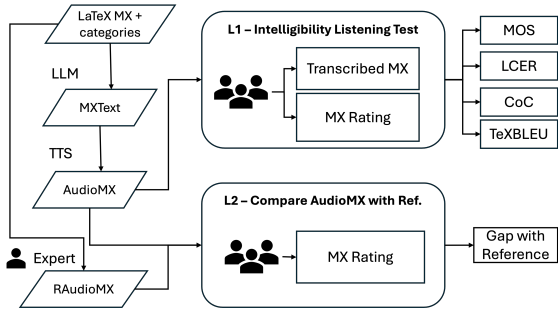 LaTeX MX +
categories
LLM
MXText
TTS
AudioMX
Expert
RAudioMX
L1 – Intelligibility Listening Test
Transcribed MX
MX Rating
MOS
LCER
CoC
TeXBLEU
L2 – Compare AudioMX with Ref.
MX Rating
Gap with
Reference